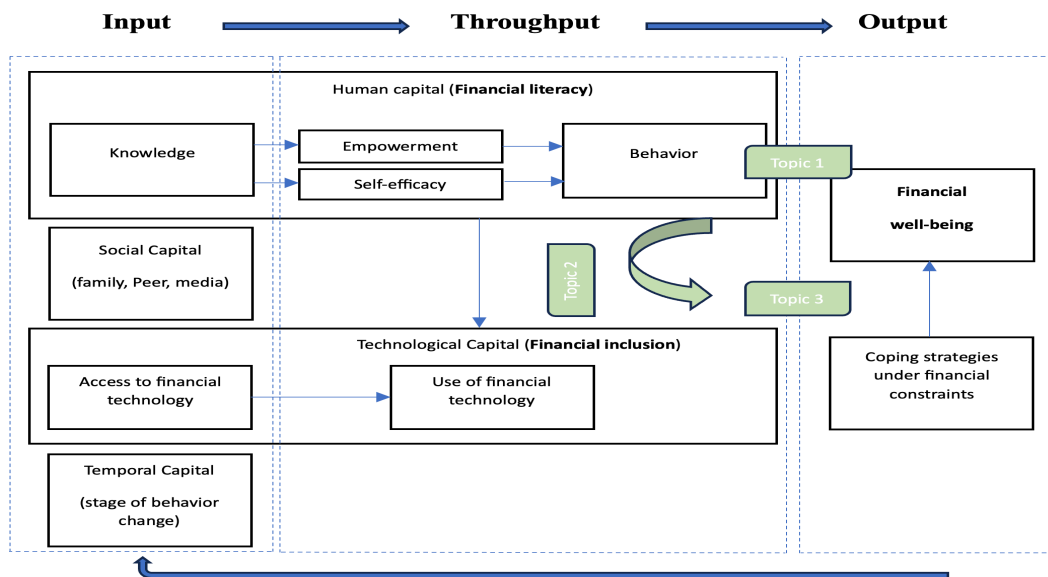 Input
Throughput
Output
Human capital (Financial literacy)
Knowledge
Empowerment
Self-efficacy
Behavior
Topic 1
Financial
well-being
Social Capital
(family, Peer, media)
Topic 2
Topic 3
Technological Capital (Financial inclusion)
Access to financial
technology
Use of financial
technology
Coping strategies
under financial
constraints
Temporal Capital
(stage of behavior
change)